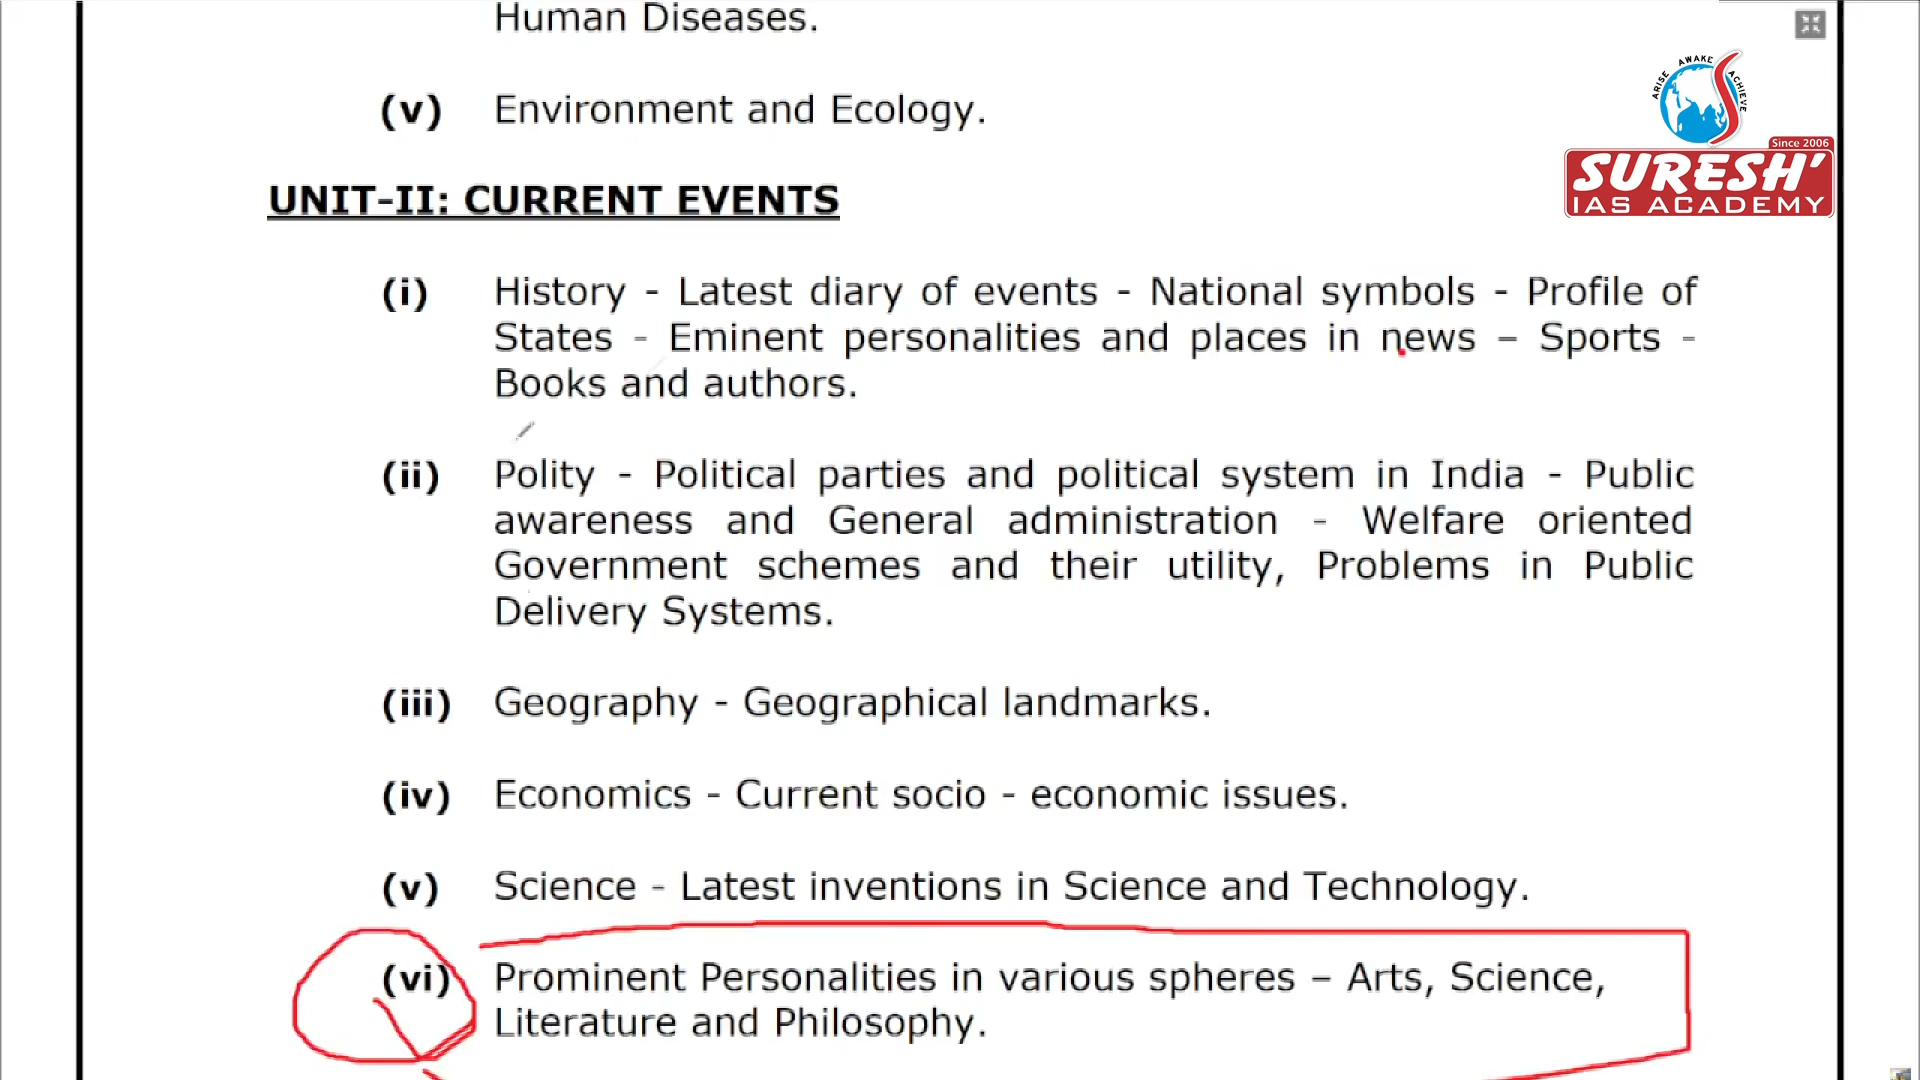 Human Diseases.
(v) Environment and Ecology.
ARISE AWAKE ACHIEVE
Since 2006
SURESH'
IAS ACADEMY
UNIT-II: CURRENT EVENTS
(i) History - Latest diary of events - National symbols - Profile of
States - Eminent personalities and places in news – Sports -
Books and authors.
(ii) Polity - Political parties and political system in India - Public
awareness and General administration - Welfare oriented
Government schemes and their utility, Problems in Public
Delivery Systems.
(iii) Geography - Geographical landmarks.
(iv) Economics - Current socio - economic issues.
(v) Science - Latest inventions in Science and Technology.
(vi) Prominent Personalities in various spheres – Arts, Science,
Literature and Philosophy.